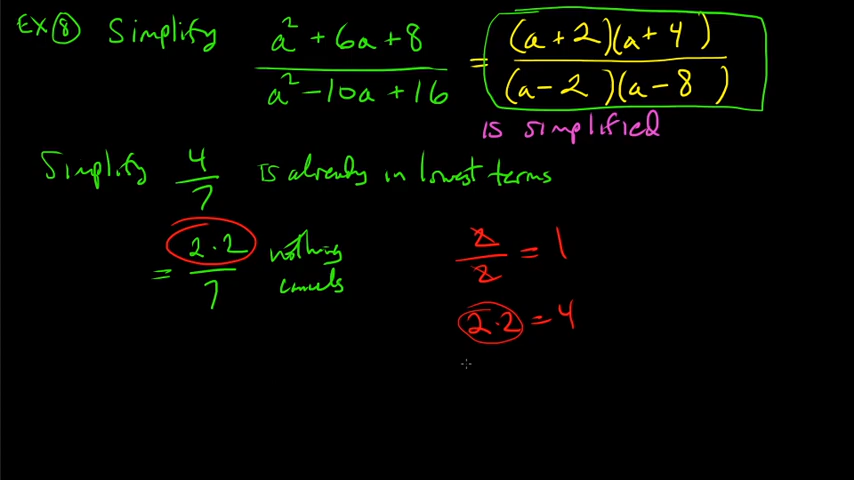 EX 8 Simplify a² + 6a + 8 / a² - 10a + 16 = (a + 2)(a + 4) / (a - 2)(a - 8)
is simplified
Simplify 4/7 is already in lowest terms
= 2·2/7 nothing cancels
2/2 = 1
2·2 = 4